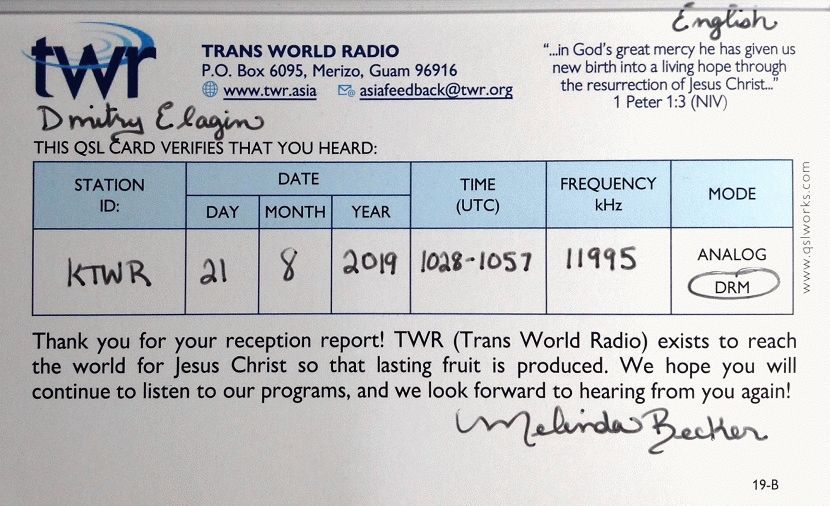 English
twr
TRANS WORLD RADIO
P.O. Box 6095, Merizo, Guam 96916
www.twr.asia asiafeedback@twr.org
"...in God's great mercy he has given us
new birth into a living hope through
the resurrection of Jesus Christ..."
1 Peter 1:3 (NIV)
Dmitry Elagin
THIS QSL CARD VERIFIES THAT YOU HEARD:
STATION ID: DATE TIME (UTC) FREQUENCY kHz MODE
DAY MONTH YEAR
KTWR 21 8 2019 1028-1057 11995 ANALOG
DRM
www.qslworks.com
Thank you for your reception report! TWR (Trans World Radio) exists to reach
the world for Jesus Christ so that lasting fruit is produced. We hope you will
continue to listen to our programs, and we look forward to hearing from you again!
Melinda Becker
19-B